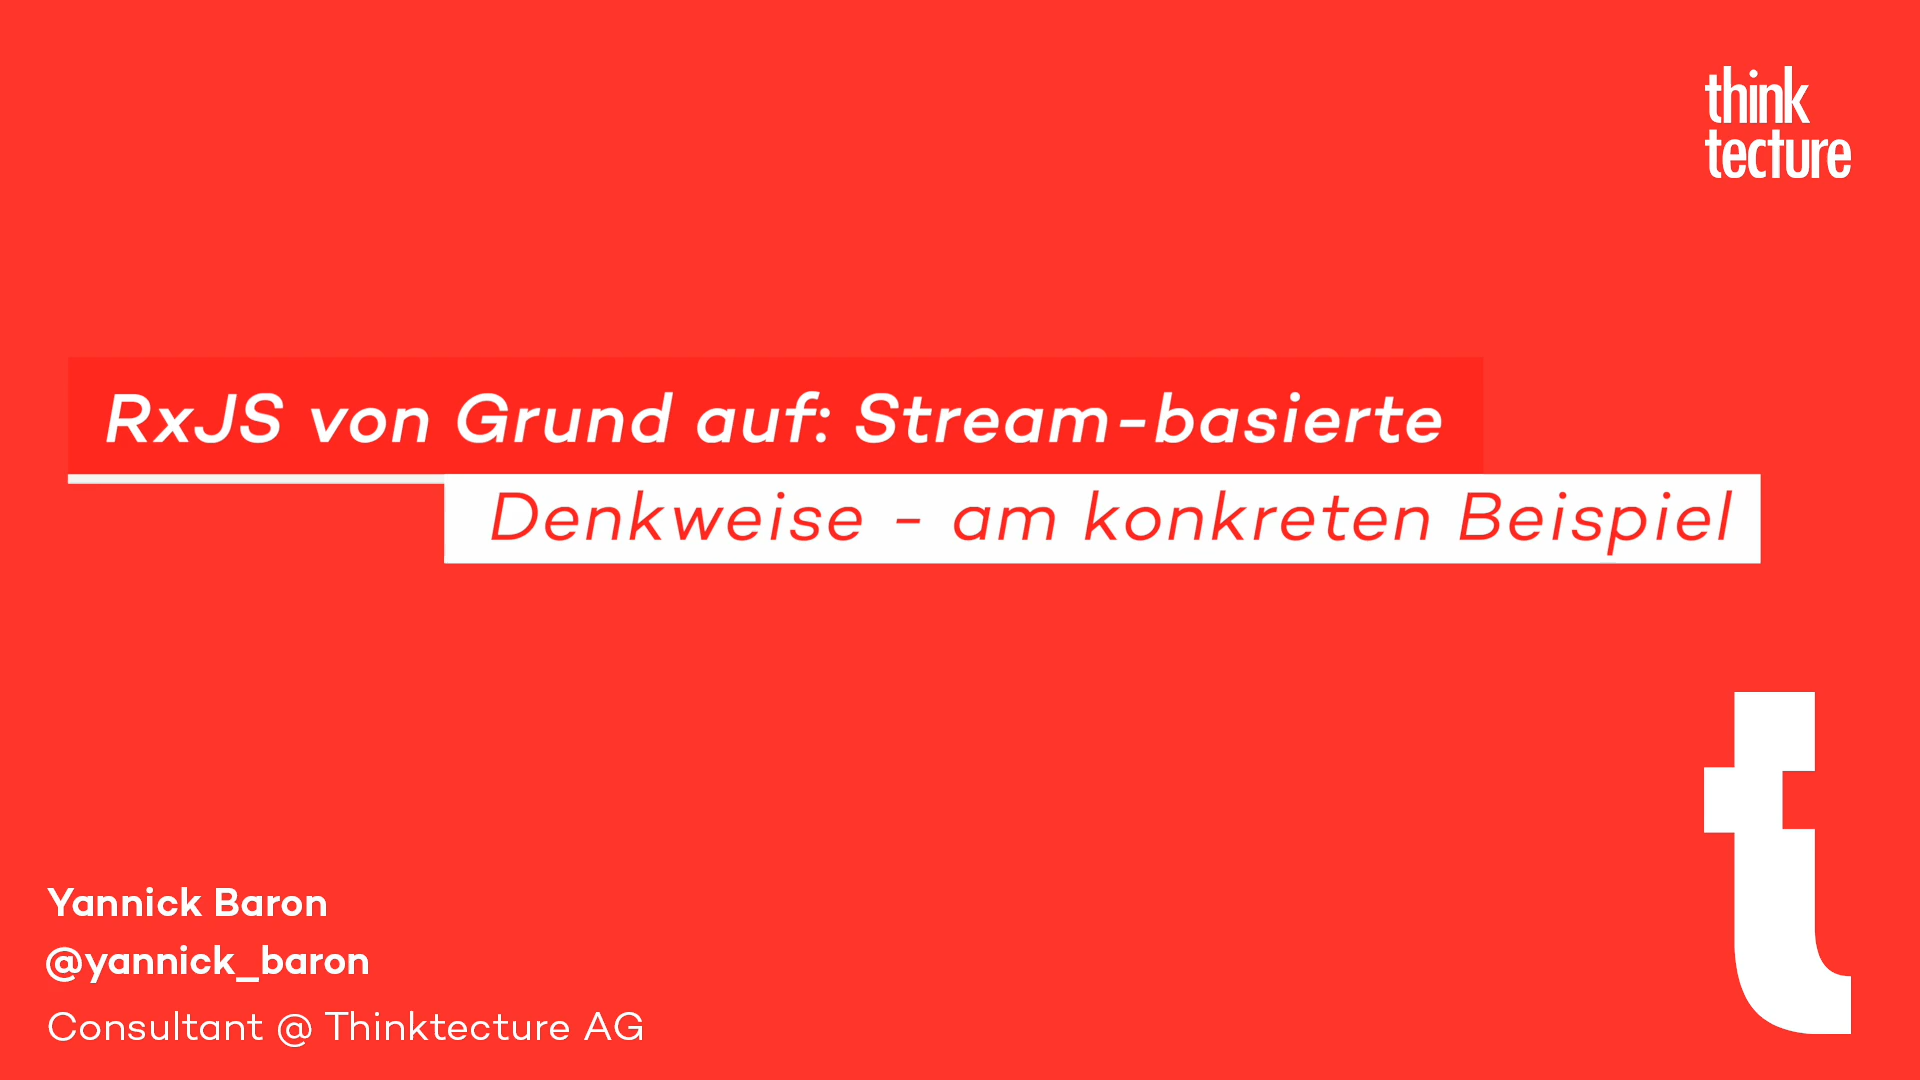 think
tecture
RxJS von Grund auf: Stream-basierte
Denkweise - am konkreten Beispiel
t
Yannick Baron
@yannick_baron
Consultant @ Thinktecture AG